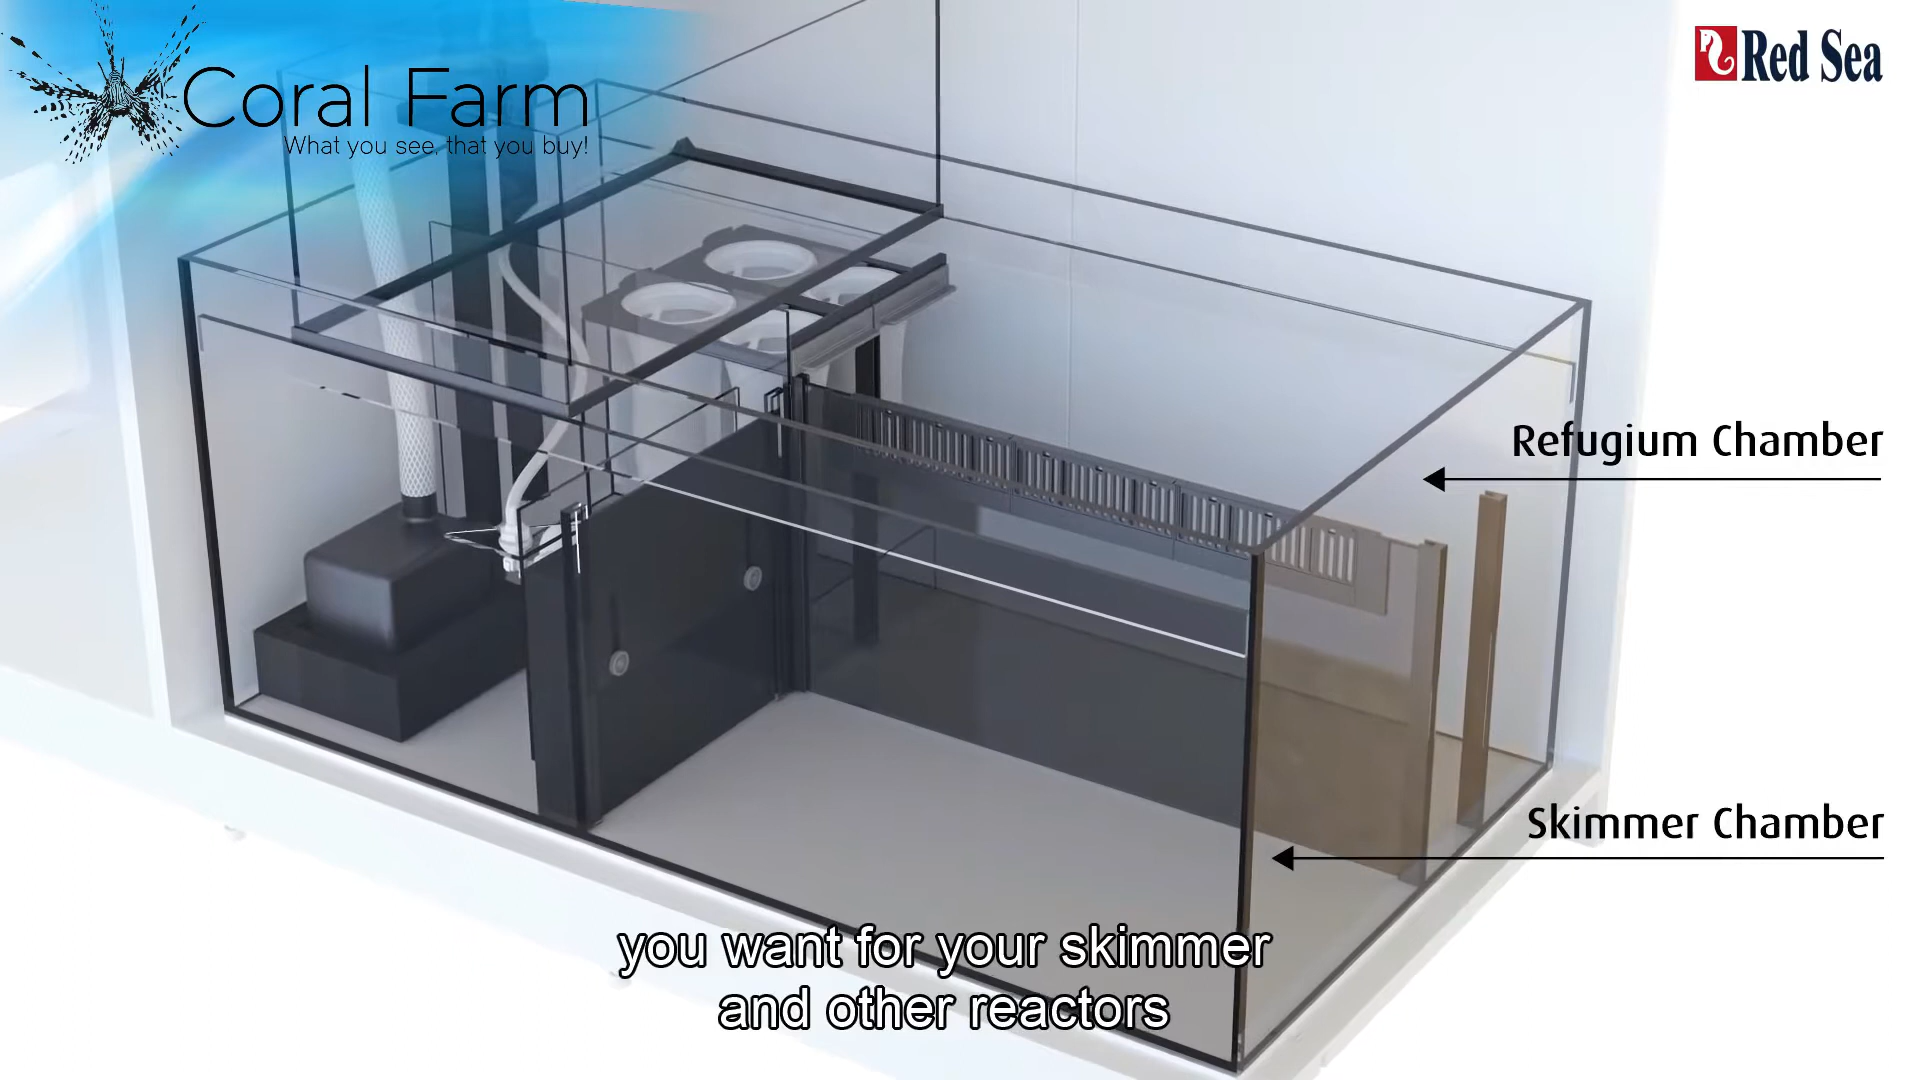 Coral Farm
What you see, that you buy!
Red Sea
Refugium Chamber
Skimmer Chamber
you want for your skimmer
and other reactors